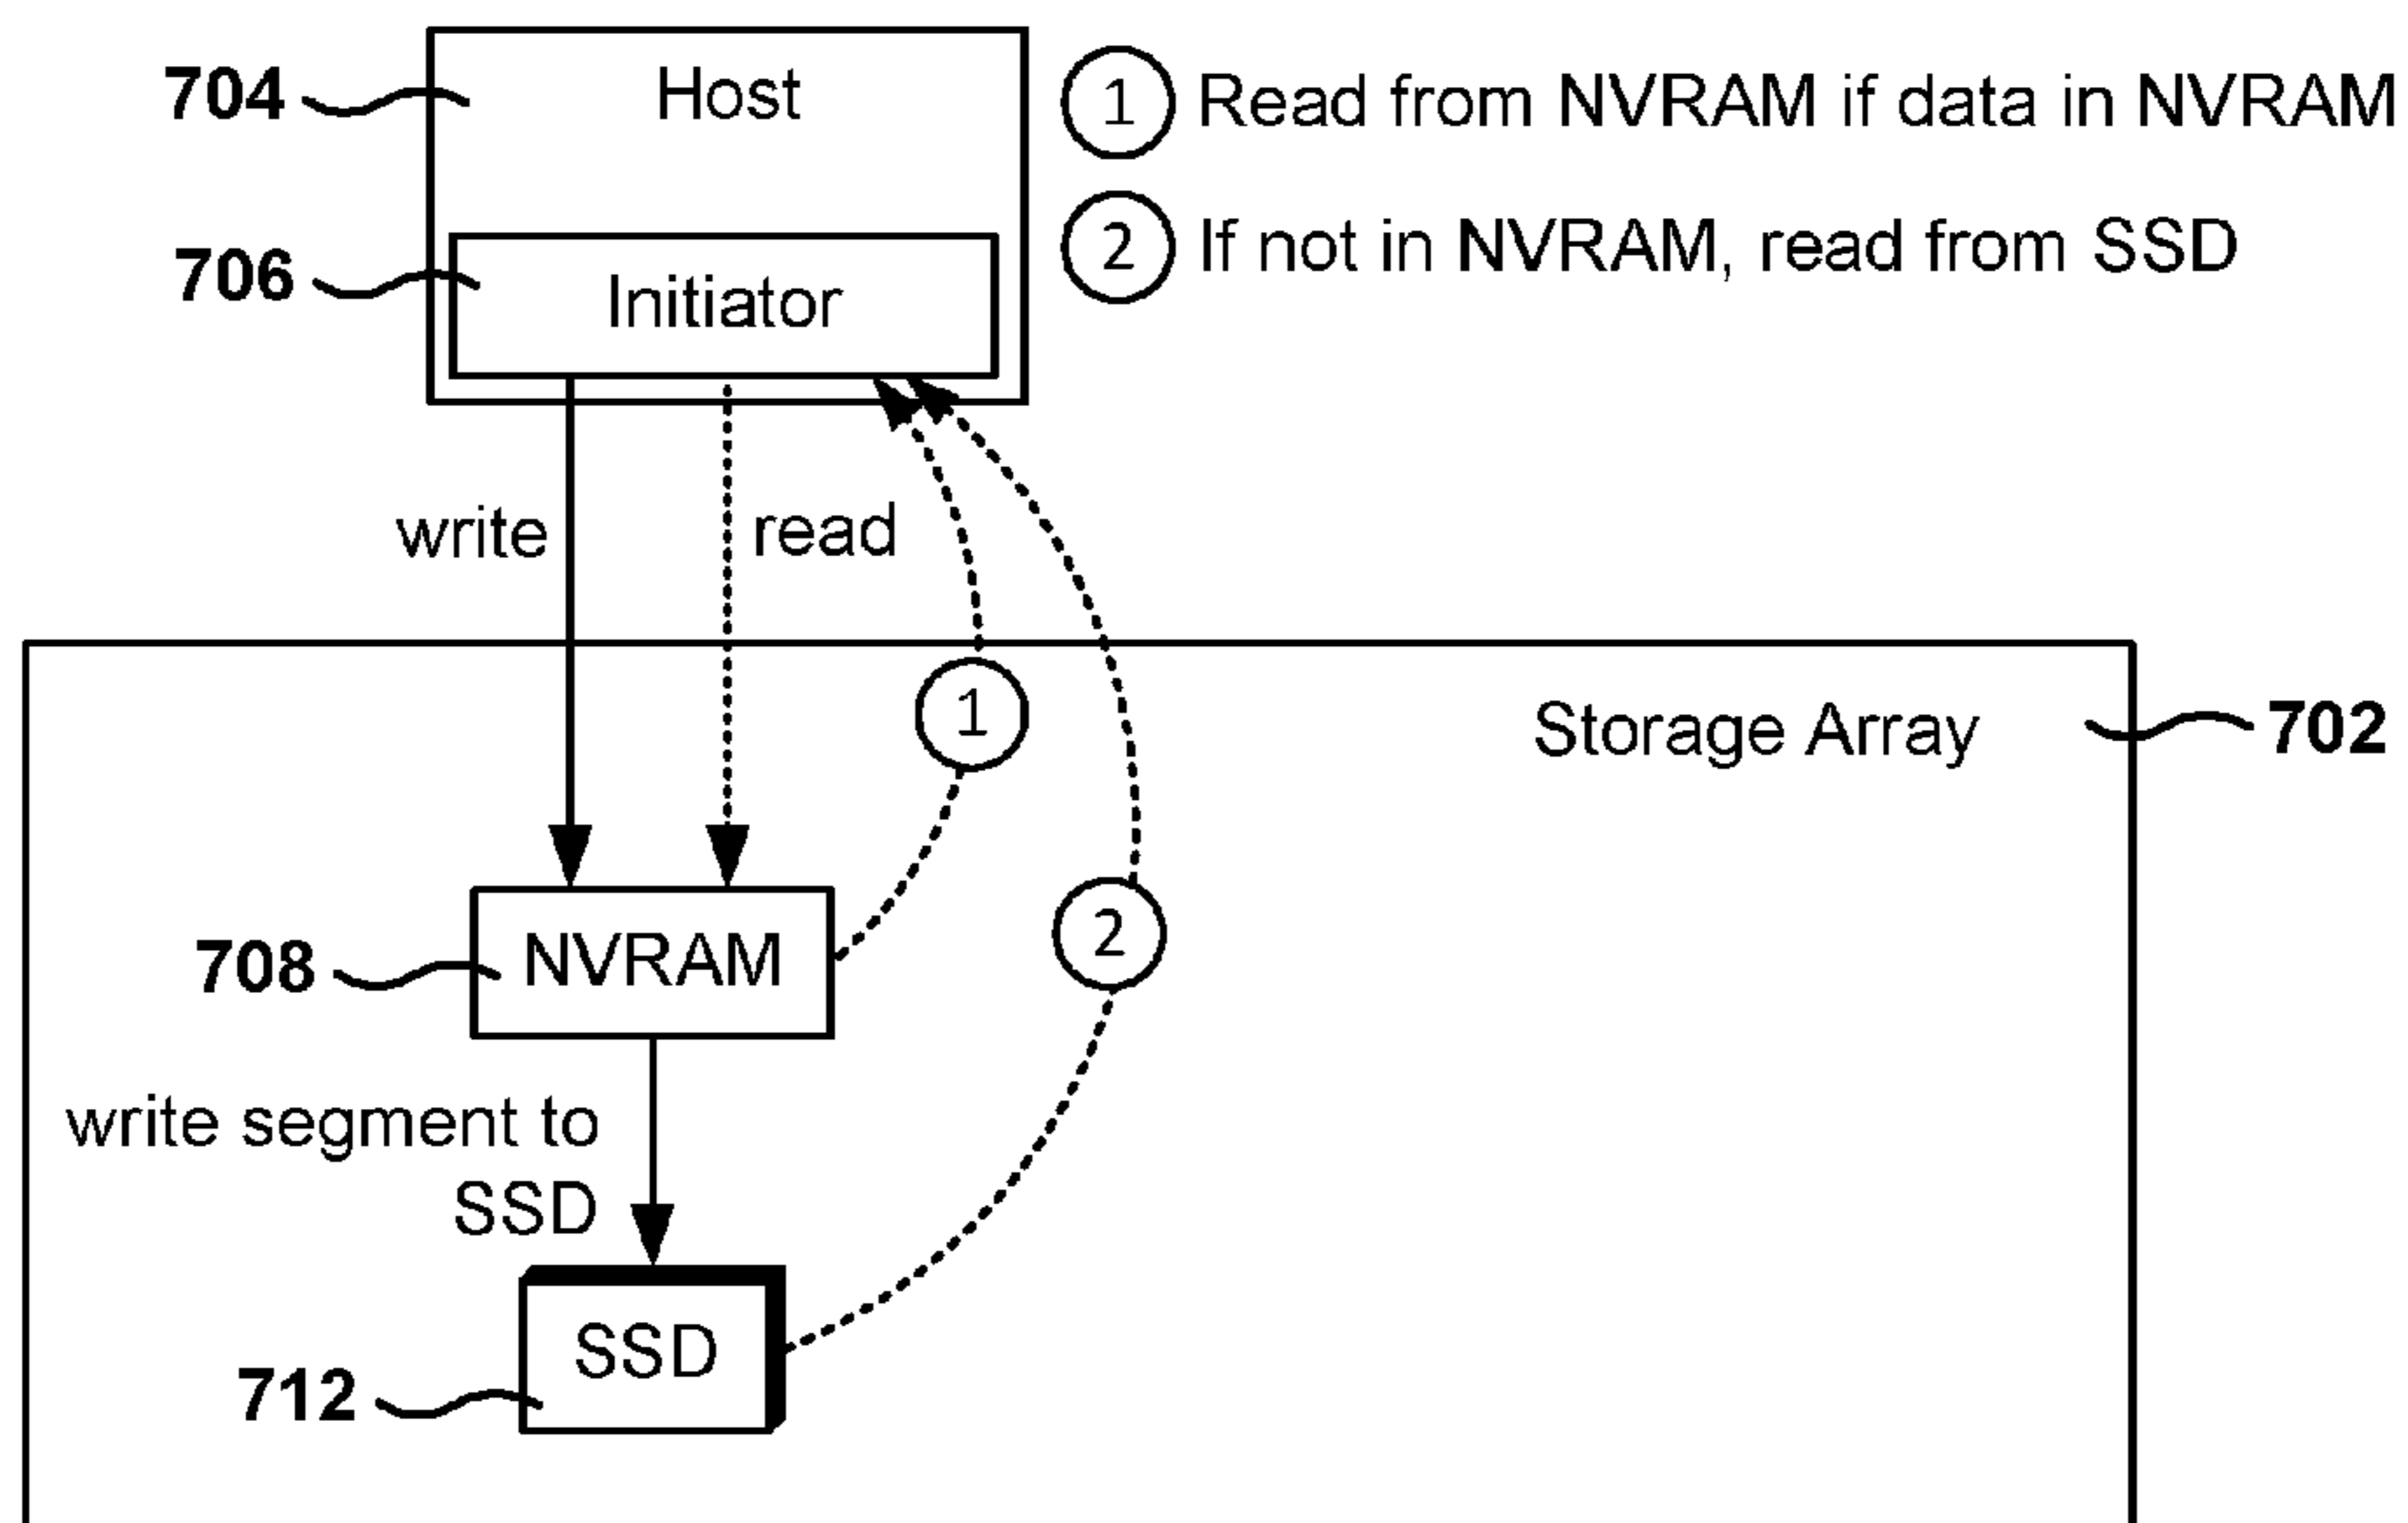 704
Host
1 Read from NVRAM if data in NVRAM
706
Initiator
2 If not in NVRAM, read from SSD
write
read
1
Storage Array
702
708
NVRAM
2
write segment to
SSD
SSD
712